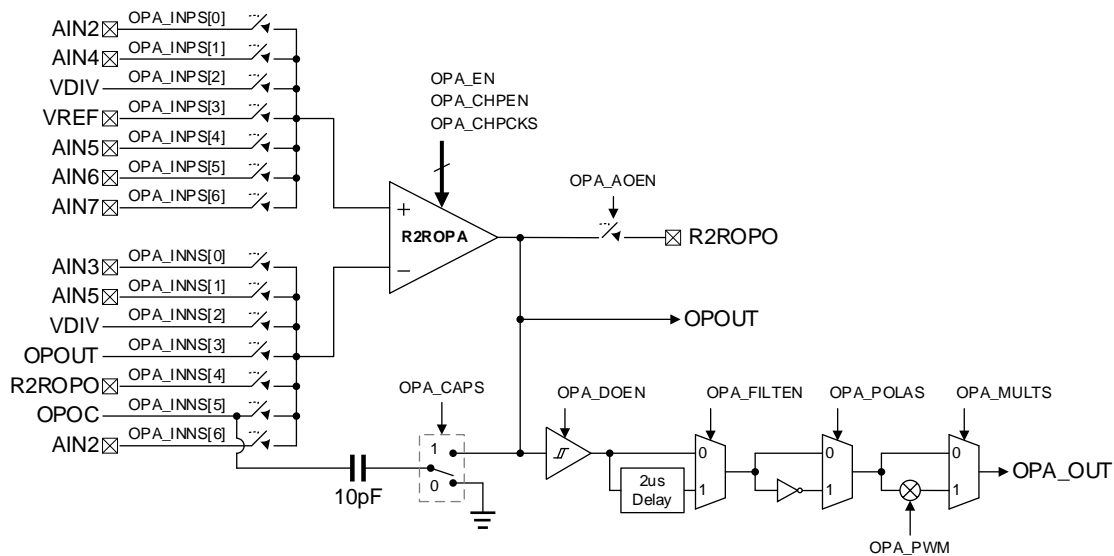 AIN2 OPA_INPS[0]
AIN4 OPA_INPS[1]
VDIV OPA_INPS[2]
VREF OPA_INPS[3]
AIN5 OPA_INPS[4]
AIN6 OPA_INPS[5]
AIN7 OPA_INPS[6]
OPA_EN
OPA_CHPEN
OPA_CHPCKS
+
R2ROPA
−
OPA_AOEN
R2ROPO
AIN3 OPA_INNS[0]
AIN5 OPA_INNS[1]
VDIV OPA_INNS[2]
OPOUT OPA_INNS[3]
R2ROPO OPA_INNS[4]
OPOC OPA_INNS[5]
AIN2 OPA_INNS[6]
OPOUT
10pF
OPA_CAPS
1
0
OPA_DOEN
2us
Delay
OPA_FILTEN
0
1
OPA_POLAS
0
1
OPA_MULTS
0
1
OPA_PWM
OPA_OUT